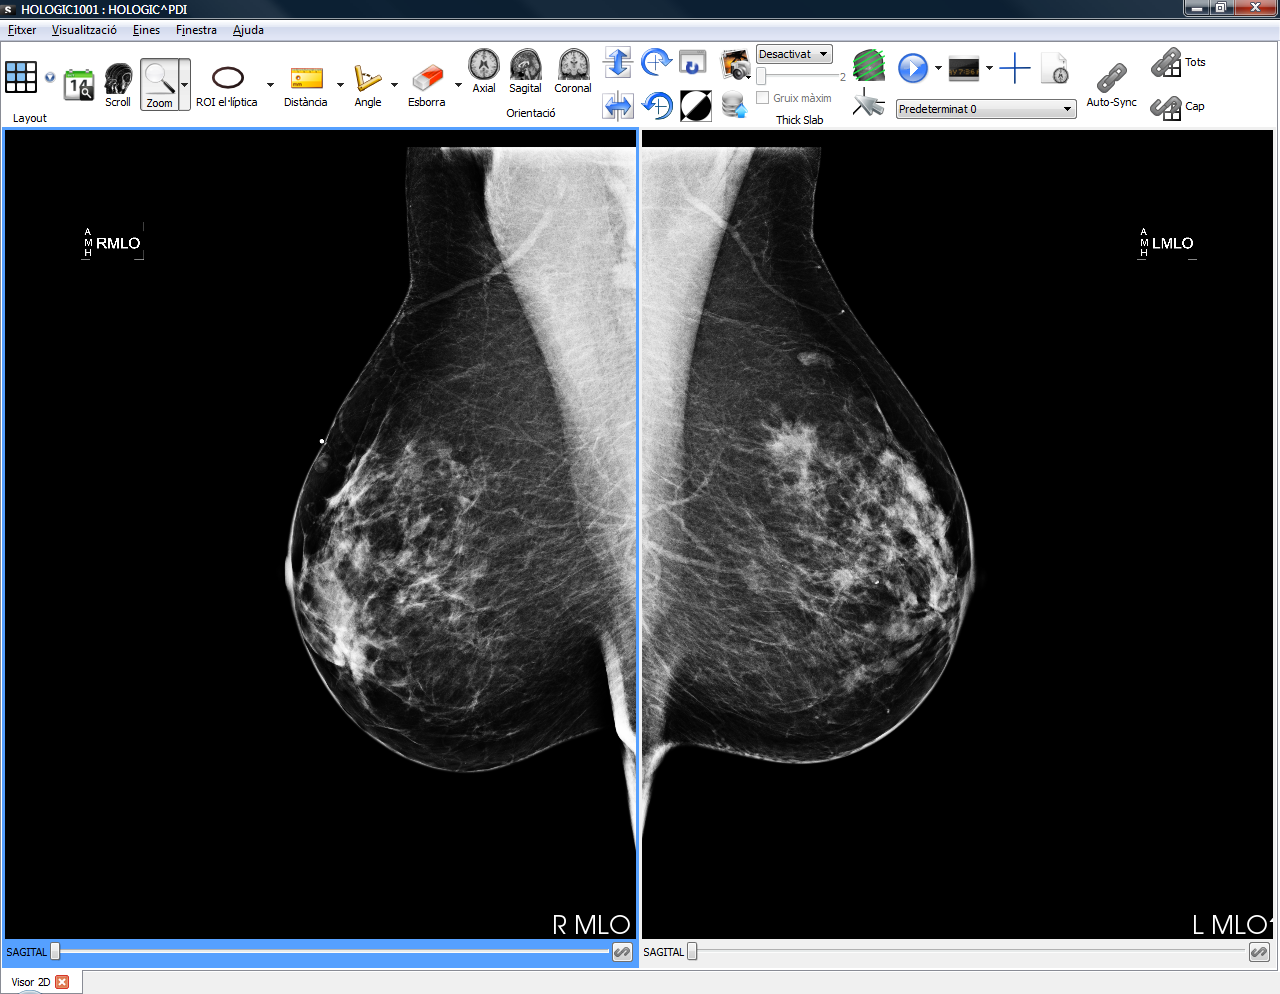 HOLOGIC1001 : HOLOGIC^PDI
Fitxer Visualització Eines Finestra Ajuda
Layout
14
Scroll
Zoom
ROI el·líptica
Distància
Angle
Esborra
Axial Sagital Coronal
Orientació
Desactivat
2
Gruix màxim
Thick Slab
Predeterminat 0
Auto-Sync
Tots
Cap
A
M RMLO
H
A
M LMLO
H
R MLO
L MLO
SAGITAL
SAGITAL
Visor 2D